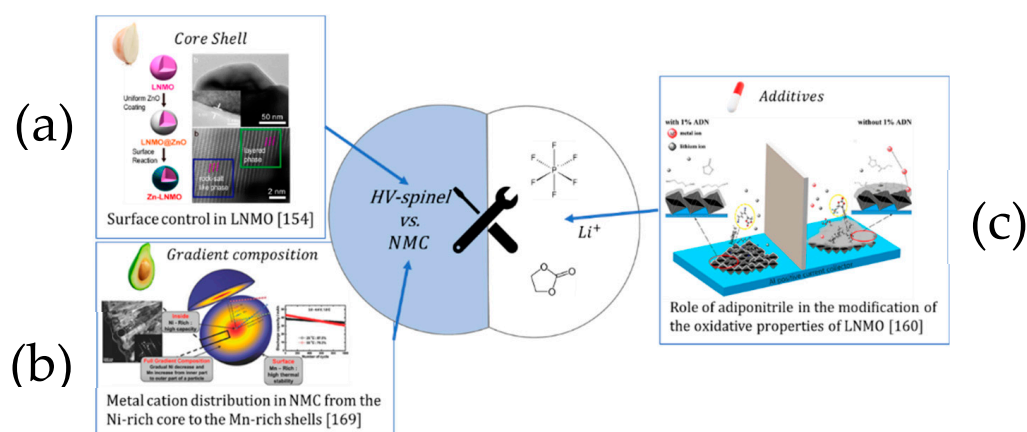 (a)
Core Shell
LNMO
Uniform ZnO
Coating
LNMO@ZnO
Surface
Reaction
Zn-LNMO
50 nm
b
layered
phase
rock-salt
like phase
2 nm
Surface control in LNMO [154]
(b)
Gradient composition
Inside
Ni - Rich :
high capacity
Full Gradient Composition
Gradual Ni decrease and
Mn increase from inner part
to outer part of a particle
Surface
Mn - Rich :
high thermal
stability
Number of cycle
Metal cation distribution in NMC from the
Ni-rich core to the Mn-rich shells [169]
HV-spinel
vs.
NMC
F
F
F
P
F
F
F
Li+
O
O
O
(c)
Additives
with 1% ADN
without 1% ADN
metal ion
lithium ion
Role of adiponitrile in the modification of
the oxidative properties of LNMO [160]